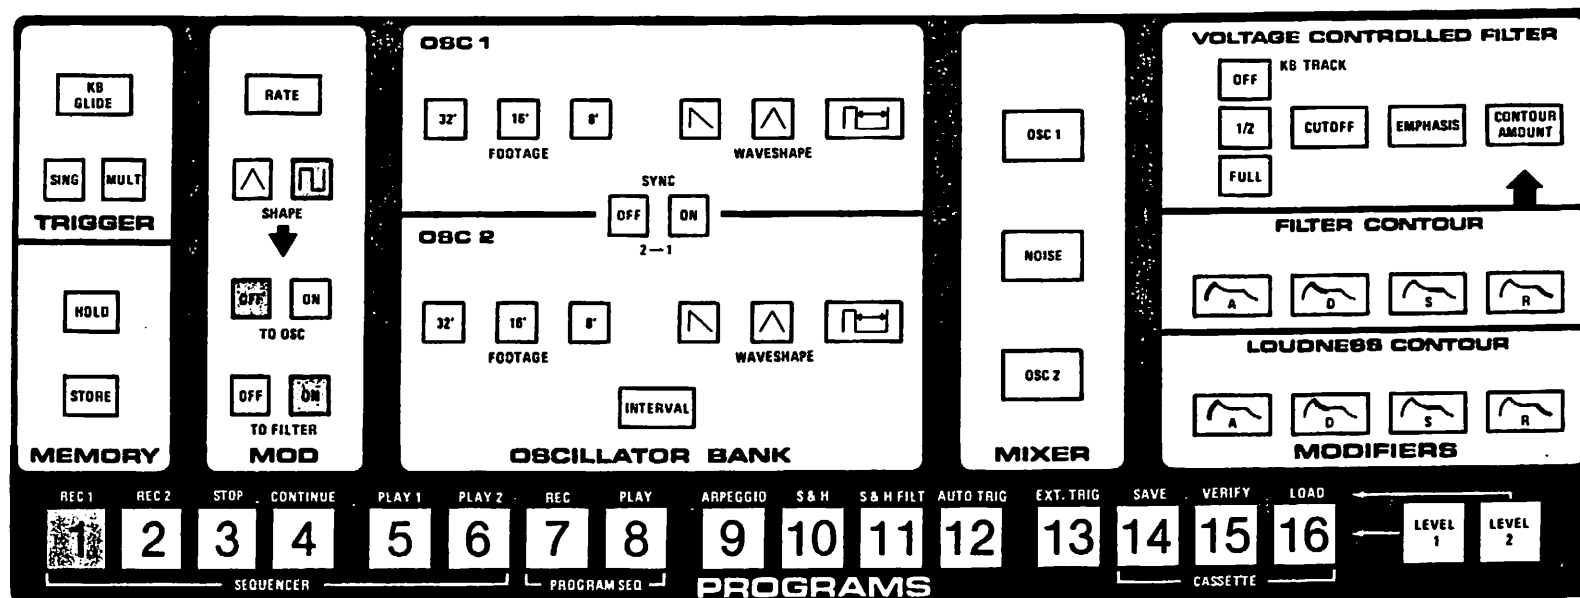 KB
GLIDE
SING MULT
TRIGGER
HOLD
STORE
MEMORY
RATE
SHAPE
OFF ON
TO OSC
OFF ON
TO FILTER
MOD
OSC 1
32' 16' 8'
FOOTAGE WAVESHAPE
SYNC
OFF ON
2→1
OSC 2
32' 16' 8'
FOOTAGE WAVESHAPE
INTERVAL
OSCILLATOR BANK
OSC 1
NOISE
OSC 2
MIXER
VOLTAGE CONTROLLED FILTER
OFF KB TRACK
1/2 CUTOFF EMPHASIS CONTOUR
AMOUNT
FULL
FILTER CONTOUR
A D S R
LOUDNESS CONTOUR
A D S R
MODIFIERS
REC 1 REC 2 STOP CONTINUE PLAY 1 PLAY 2 REC PLAY ARPEGGIO S & H S & H FILT AUTO TRIG EXT. TRIG SAVE VERIFY LOAD
1 2 3 4 5 6 7 8 9 10 11 12 13 14 15 16
LEVEL
1
LEVEL
2
SEQUENCER PROGRAM SEQ PROGRAMS CASSETTE